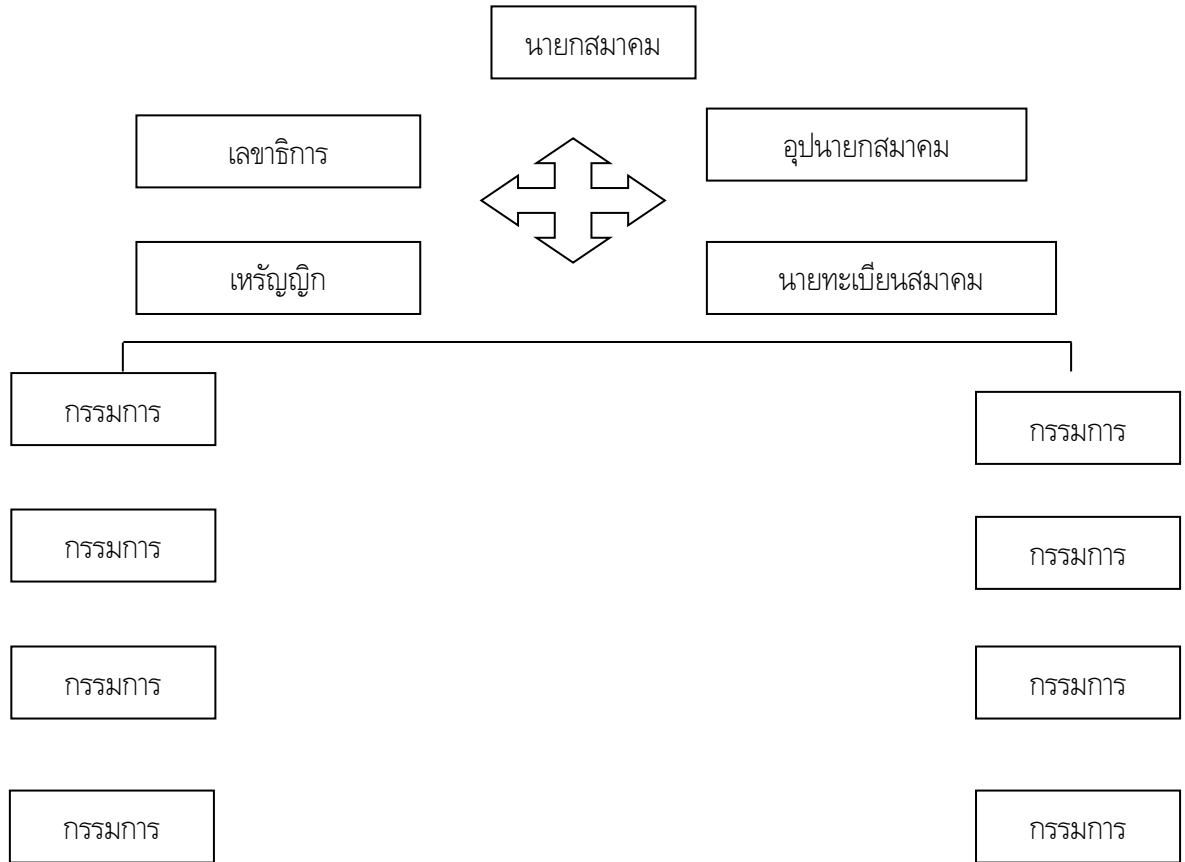 นายกสมาคม
เลขาธิการ
อุปนายกสมาคม
เหรัญญิก
นายทะเบียนสมาคม
กรรมการ
กรรมการ
กรรมการ
กรรมการ
กรรมการ
กรรมการ
กรรมการ
กรรมการ